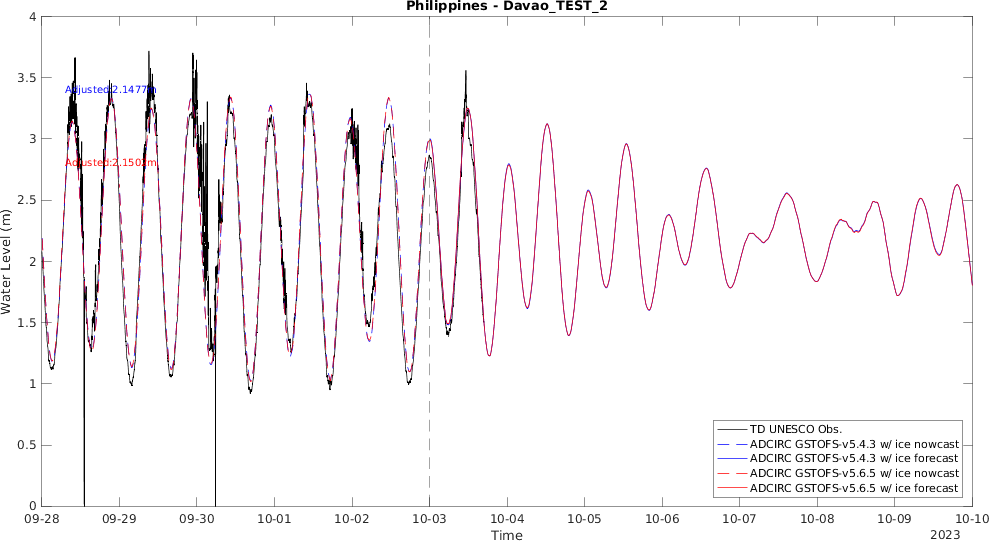 Philippines - Davao_TEST_2
4
3.5
3
2.5
2
1.5
1
0.5
0
Water Level (m)
Adjusted:2.1477m
Adjusted:2.1502m
TD UNESCO Obs.
ADCIRC GSTOFS-v5.4.3 w/ ice nowcast
ADCIRC GSTOFS-v5.4.3 w/ ice forecast
ADCIRC GSTOFS-v5.6.5 w/ ice nowcast
ADCIRC GSTOFS-v5.6.5 w/ ice forecast
09-28 09-29 09-30 10-01 10-02 10-03 10-04 10-05 10-06 10-07 10-08 10-09 10-10
Time
2023